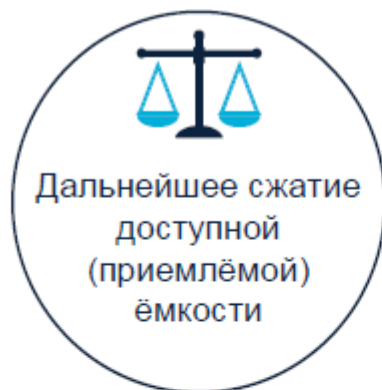 Дальнейшее сжатие
доступной
(приемлёмой)
ёмкости